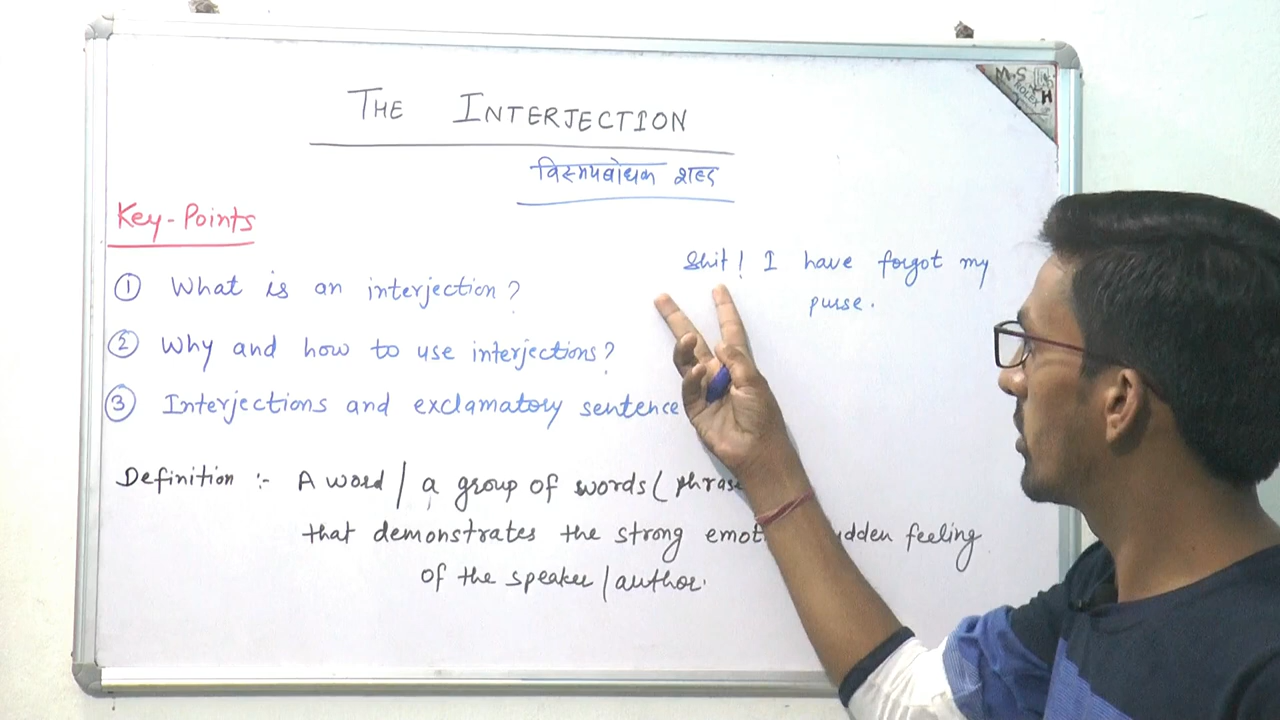 THE INTERJECTION
विस्मयबोधक शब्द
Key-Points
① What is an interjection?
② Why and how to use interjections?
③ Interjections and exclamatory sentence
Shit! I have forgot my
purse.
Definition :- A word / a group of words (phrase
that demonstrates the strong feeling
of the speaker / author.